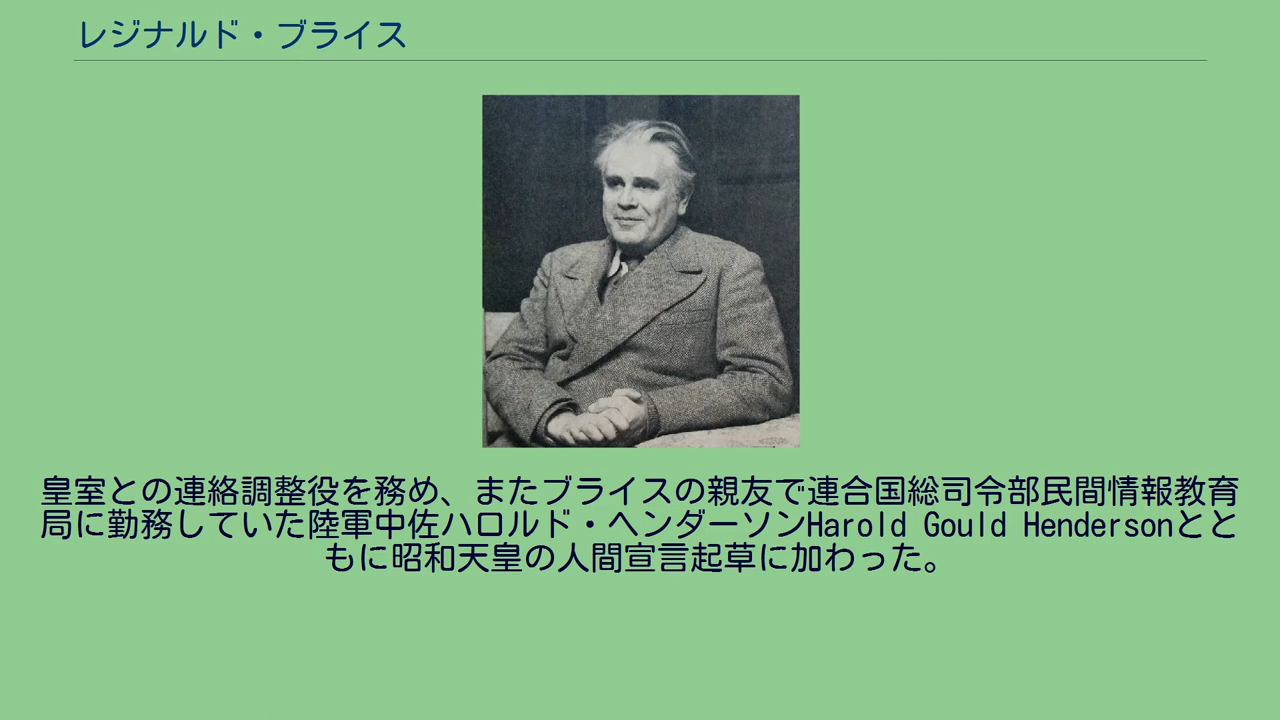 レジナルド・ブライス
皇室との連絡調整役を務め、またブライスの親友で連合国総司令部民間情報教育
局に勤務していた陸軍中佐ハロルド・ヘンダーソンHarold Gould Hendersonとと
もに昭和天皇の人間宣言起草に加わった。